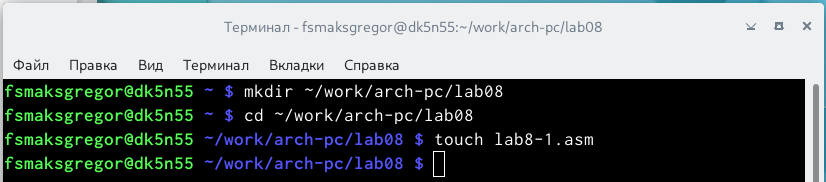 Терминал - fsmaksgregor@dk5n55:~/work/arch-pc/lab08
Файл Правка Вид Терминал Вкладки Справка
fsmaksgregor@dk5n55 ~ $ mkdir ~/work/arch-pc/lab08
fsmaksgregor@dk5n55 ~ $ cd ~/work/arch-pc/lab08
fsmaksgregor@dk5n55 ~/work/arch-pc/lab08 $ touch lab8-1.asm
fsmaksgregor@dk5n55 ~/work/arch-pc/lab08 $